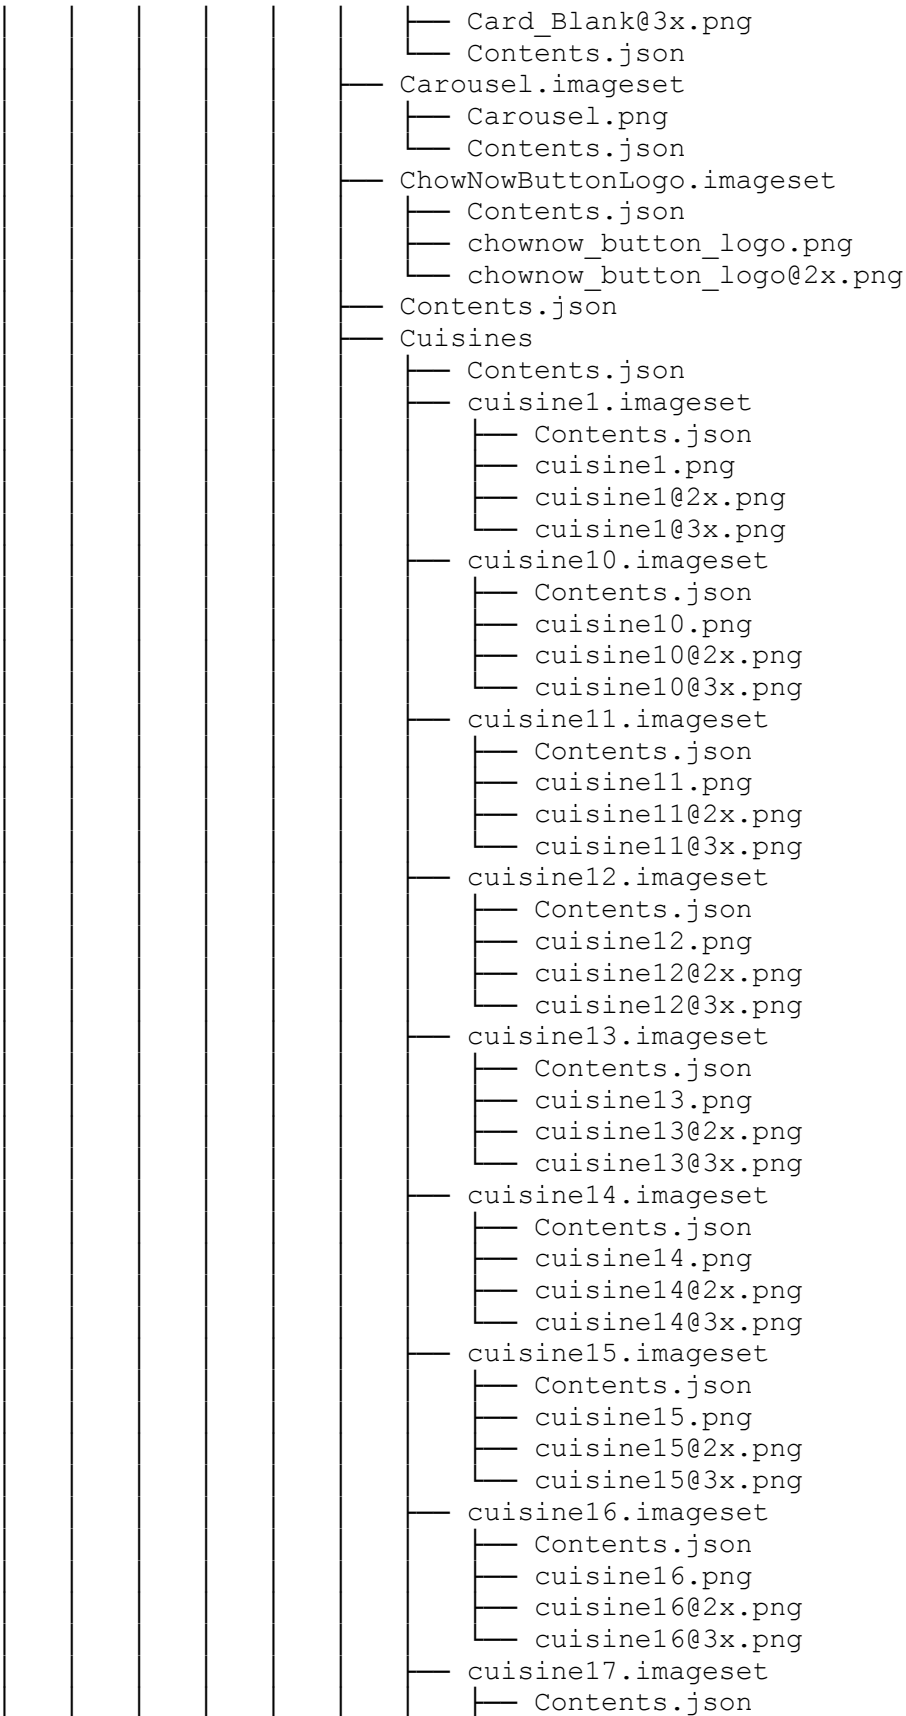 │   │   │   │   │   │   ├── Card_Blank@3x.png
│   │   │   │   │   │   └── Contents.json
│   │   │   │   │   ├── Carousel.imageset
│   │   │   │   │   │   ├── Carousel.png
│   │   │   │   │   │   └── Contents.json
│   │   │   │   │   ├── ChowNowButtonLogo.imageset
│   │   │   │   │   │   ├── Contents.json
│   │   │   │   │   │   ├── chownow_button_logo.png
│   │   │   │   │   │   └── chownow_button_logo@2x.png
│   │   │   │   │   ├── Contents.json
│   │   │   │   │   ├── Cuisines
│   │   │   │   │   │   ├── Contents.json
│   │   │   │   │   │   ├── cuisine1.imageset
│   │   │   │   │   │   │   ├── Contents.json
│   │   │   │   │   │   │   ├── cuisine1.png
│   │   │   │   │   │   │   ├── cuisine1@2x.png
│   │   │   │   │   │   │   └── cuisine1@3x.png
│   │   │   │   │   │   ├── cuisine10.imageset
│   │   │   │   │   │   │   ├── Contents.json
│   │   │   │   │   │   │   ├── cuisine10.png
│   │   │   │   │   │   │   ├── cuisine10@2x.png
│   │   │   │   │   │   │   └── cuisine10@3x.png
│   │   │   │   │   │   ├── cuisine11.imageset
│   │   │   │   │   │   │   ├── Contents.json
│   │   │   │   │   │   │   ├── cuisine11.png
│   │   │   │   │   │   │   ├── cuisine11@2x.png
│   │   │   │   │   │   │   └── cuisine11@3x.png
│   │   │   │   │   │   ├── cuisine12.imageset
│   │   │   │   │   │   │   ├── Contents.json
│   │   │   │   │   │   │   ├── cuisine12.png
│   │   │   │   │   │   │   ├── cuisine12@2x.png
│   │   │   │   │   │   │   └── cuisine12@3x.png
│   │   │   │   │   │   ├── cuisine13.imageset
│   │   │   │   │   │   │   ├── Contents.json
│   │   │   │   │   │   │   ├── cuisine13.png
│   │   │   │   │   │   │   ├── cuisine13@2x.png
│   │   │   │   │   │   │   └── cuisine13@3x.png
│   │   │   │   │   │   ├── cuisine14.imageset
│   │   │   │   │   │   │   ├── Contents.json
│   │   │   │   │   │   │   ├── cuisine14.png
│   │   │   │   │   │   │   ├── cuisine14@2x.png
│   │   │   │   │   │   │   └── cuisine14@3x.png
│   │   │   │   │   │   ├── cuisine15.imageset
│   │   │   │   │   │   │   ├── Contents.json
│   │   │   │   │   │   │   ├── cuisine15.png
│   │   │   │   │   │   │   ├── cuisine15@2x.png
│   │   │   │   │   │   │   └── cuisine15@3x.png
│   │   │   │   │   │   ├── cuisine16.imageset
│   │   │   │   │   │   │   ├── Contents.json
│   │   │   │   │   │   │   ├── cuisine16.png
│   │   │   │   │   │   │   ├── cuisine16@2x.png
│   │   │   │   │   │   │   └── cuisine16@3x.png
│   │   │   │   │   │   ├── cuisine17.imageset
│   │   │   │   │   │   │   ├── Contents.json